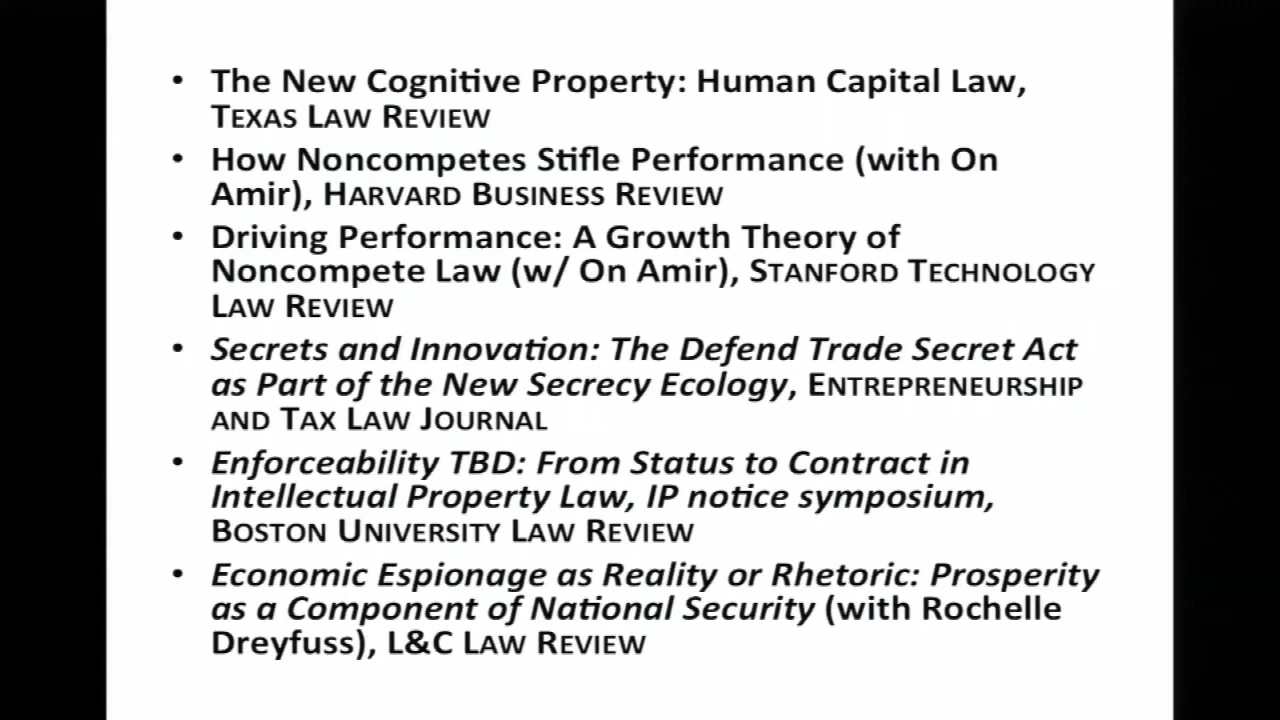 • The New Cognitive Property: Human Capital Law,
TEXAS LAW REVIEW
• How Noncompetes Stifle Performance (with On
Amir), HARVARD BUSINESS REVIEW
• Driving Performance: A Growth Theory of
Noncompete Law (w/ On Amir), STANFORD TECHNOLOGY
LAW REVIEW
• Secrets and Innovation: The Defend Trade Secret Act
as Part of the New Secrecy Ecology, ENTREPRENEURSHIP
AND TAX LAW JOURNAL
• Enforceability TBD: From Status to Contract in
Intellectual Property Law, IP notice symposium,
BOSTON UNIVERSITY LAW REVIEW
• Economic Espionage as Reality or Rhetoric: Prosperity
as a Component of National Security (with Rochelle
Dreyfuss), L&C LAW REVIEW